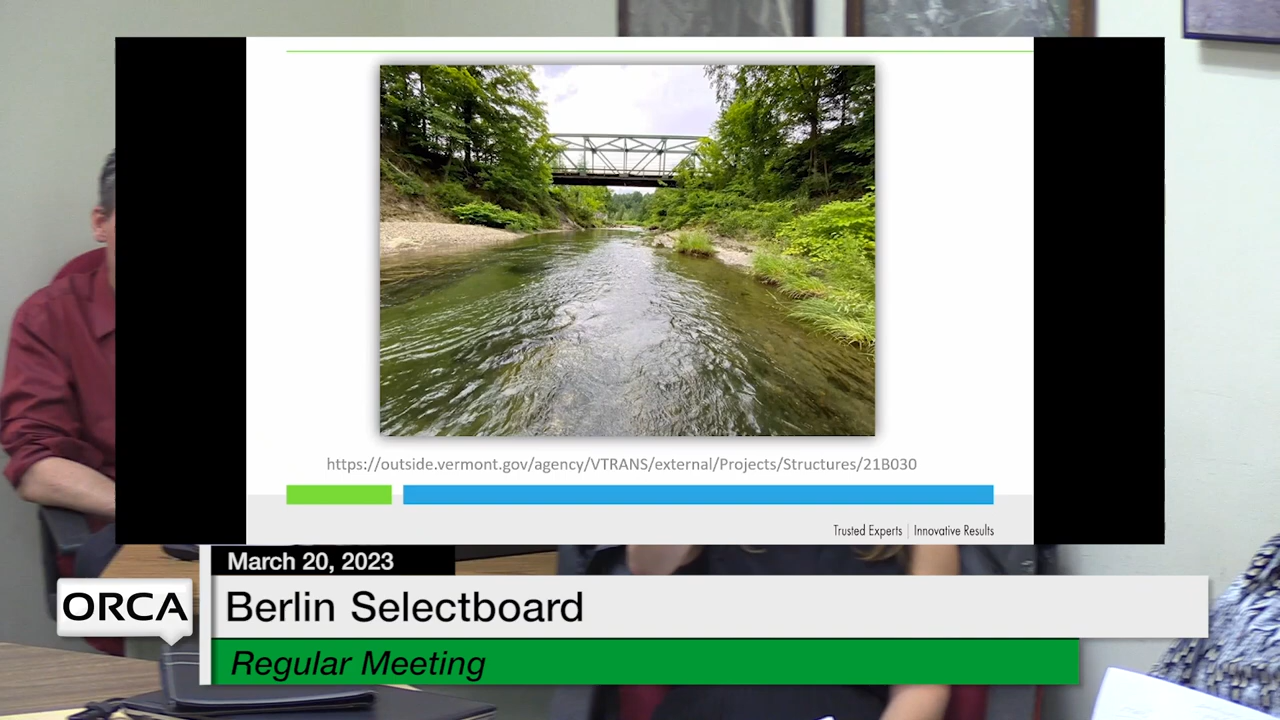 https://outside.vermont.gov/agency/VTRANS/external/Projects/Structures/21B030
Trusted Experts | Innovative Results
March 20, 2023
ORCA
Berlin Selectboard
Regular Meeting